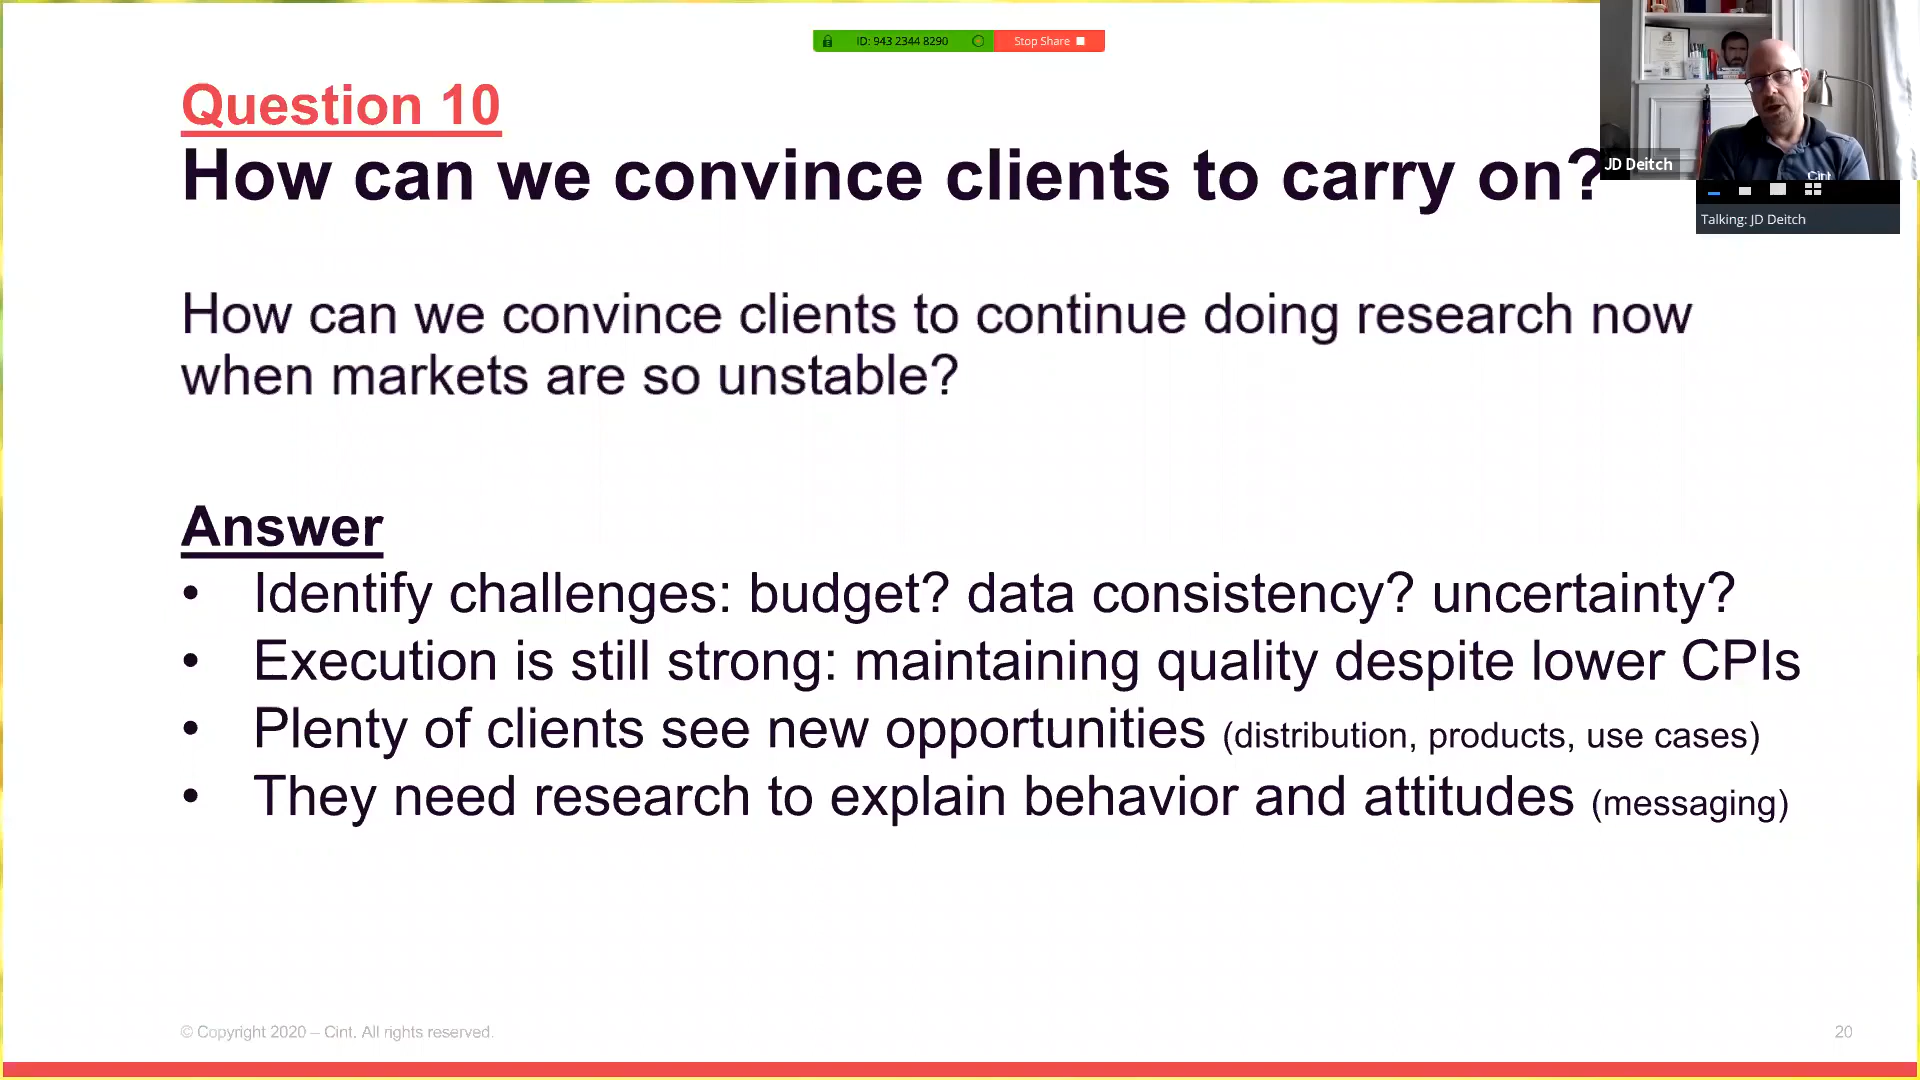 ID: 943 2344 8290
Stop Share
Question 10
How can we convince clients to carry on?
JD Deitch
Cint
Talking: JD Deitch
How can we convince clients to continue doing research now
when markets are so unstable?
Answer
• Identify challenges: budget? data consistency? uncertainty?
• Execution is still strong: maintaining quality despite lower CPIs
• Plenty of clients see new opportunities (distribution, products, use cases)
• They need research to explain behavior and attitudes (messaging)
© Copyright 2020 – Cint. All rights reserved.
20